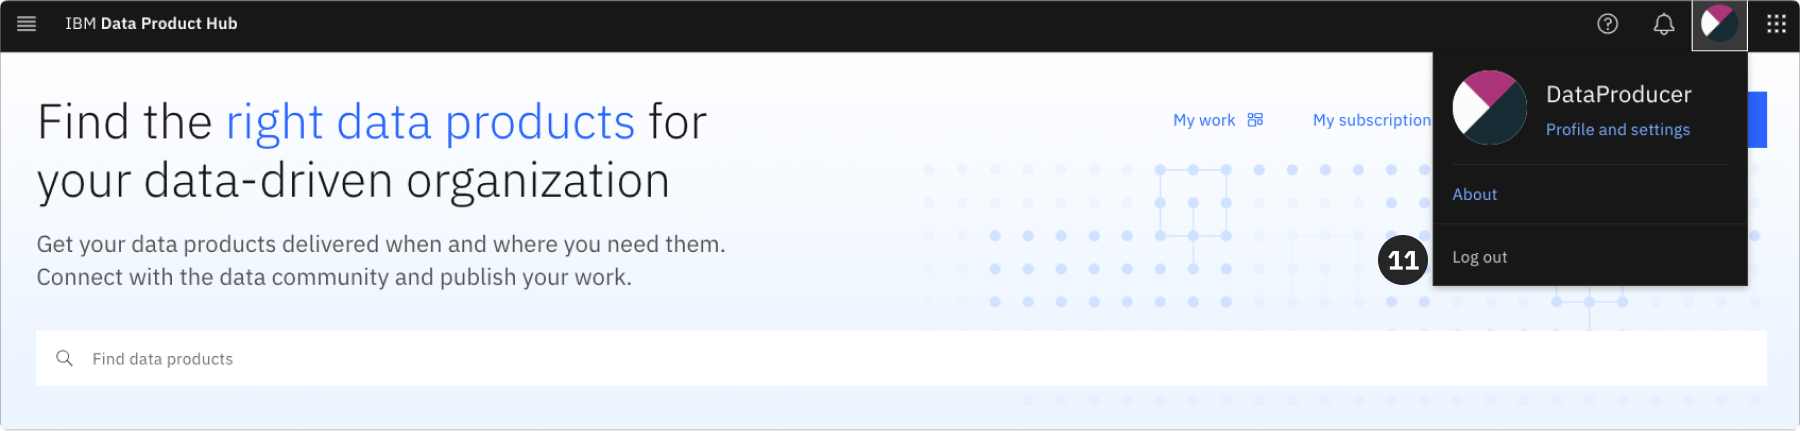 IBM Data Product Hub
Find the right data products for
your data-driven organization
Get your data products delivered when and where you need them.
Connect with the data community and publish your work.
My work
My subscription
DataProducer
Profile and settings
About
11
Log out
Find data products